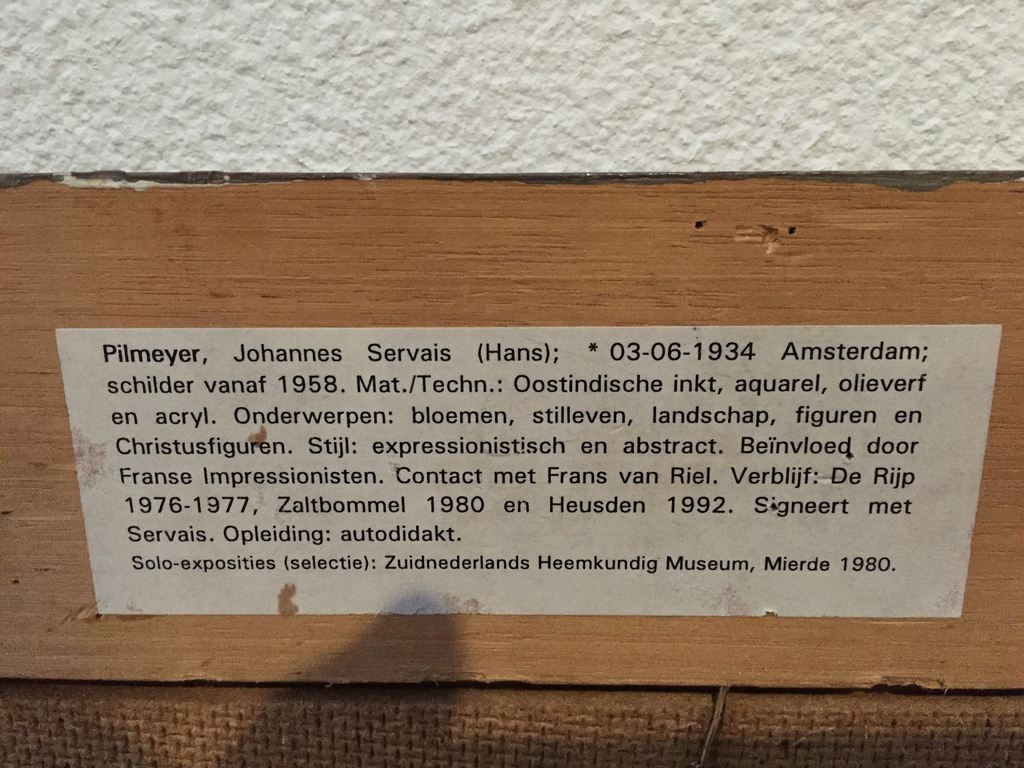 Pilmeyer, Johannes Servais (Hans); * 03-06-1934 Amsterdam;
schilder vanaf 1958. Mat./Techn.: Oostindische inkt, aquarel, olieverf
en acryl. Onderwerpen: bloemen, stilleven, landschap, figuren en
Christusfiguren. Stijl: expressionistisch en abstract. Beïnvloed door
Franse Impressionisten. Contact met Frans van Riel. Verblijf: De Rijp
1976-1977, Zaltbommel 1980 en Heusden 1992. Signeert met
Servais. Opleiding: autodidakt.
Solo-exposities (selectie): Zuidnederlands Heemkundig Museum, Mierde 1980.